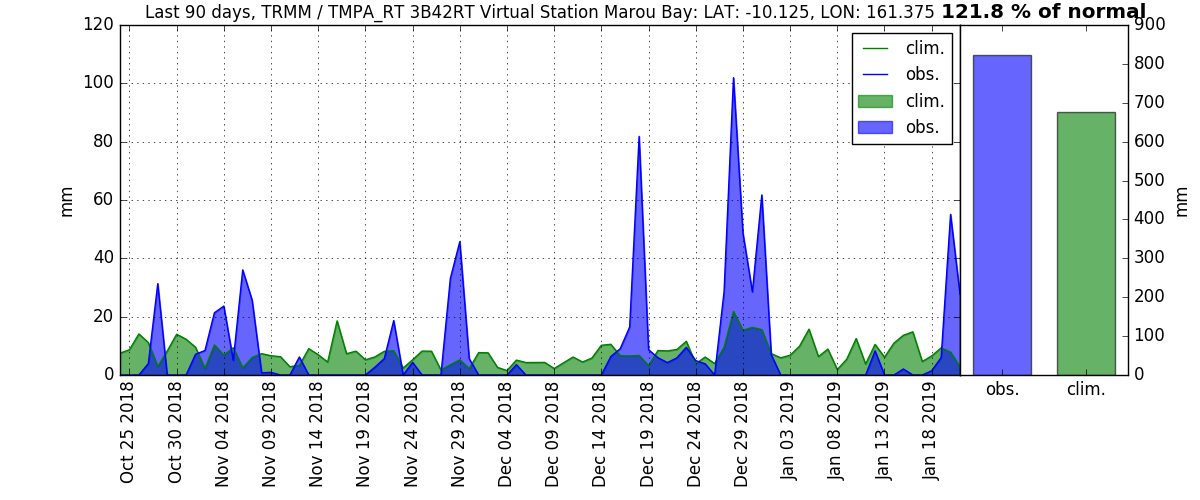 Last 90 days, TRMM / TMPA_RT 3B42RT Virtual Station Marou Bay: LAT: -10.125, LON: 161.375 121.8 % of normal
120
100
80
60
40
20
0
mm
clim.
obs.
clim.
obs.
900
800
700
600
500
400
300
200
100
0
mm
Oct 25 2018
Oct 30 2018
Nov 04 2018
Nov 09 2018
Nov 14 2018
Nov 19 2018
Nov 24 2018
Nov 29 2018
Dec 04 2018
Dec 09 2018
Dec 14 2018
Dec 19 2018
Dec 24 2018
Dec 29 2018
Jan 03 2019
Jan 08 2019
Jan 13 2019
Jan 18 2019
obs.
clim.